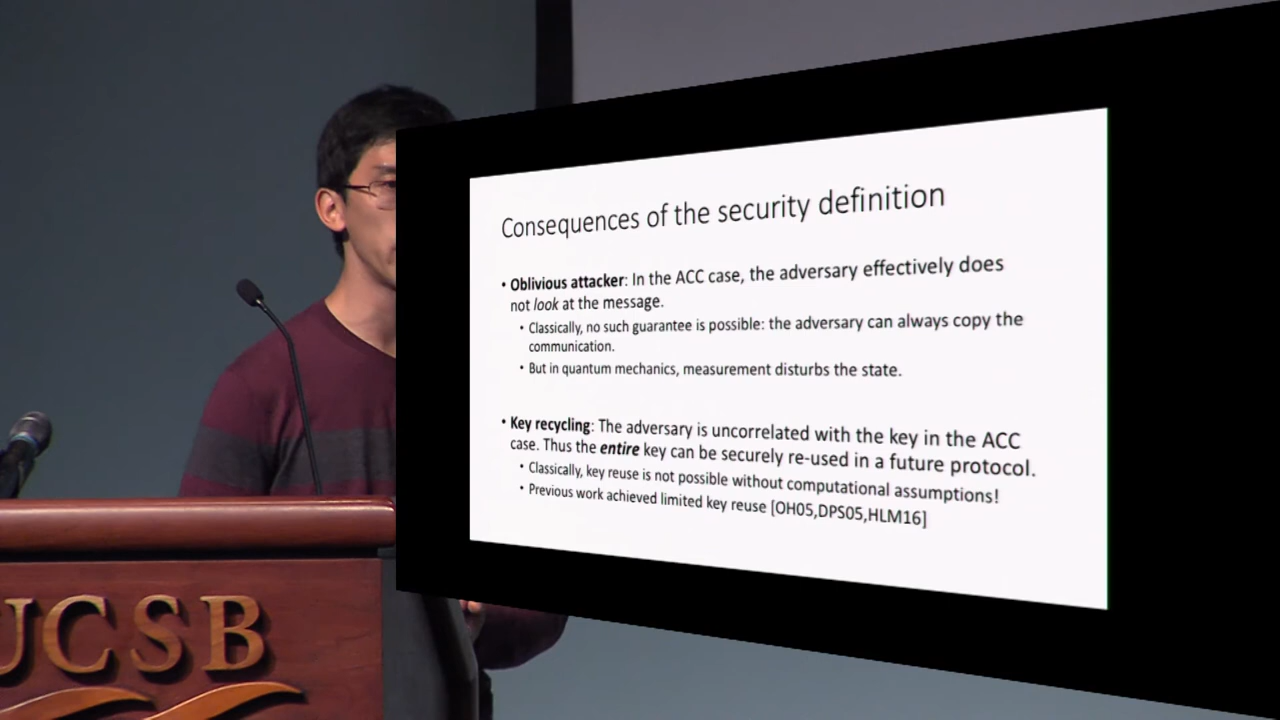 Consequences of the security definition
• Oblivious attacker: In the ACC case, the adversary effectively does
not look at the message.
• Classically, no such guarantee is possible: the adversary can always copy the
communication.
• But in quantum mechanics, measurement disturbs the state.
• Key recycling: The adversary is uncorrelated with the key in the ACC
case. Thus the entire key can be securely re-used in a future protocol.
• Classically, key reuse is not possible without computational assumptions!
• Previous work achieved limited key reuse [OH05,DPS05,HLM16]
UCSB